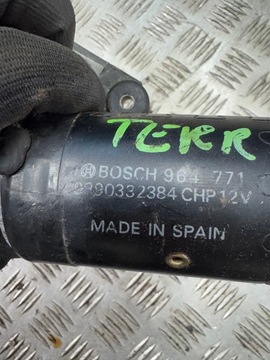 TERR
BOSCH 964 771
0390332384 CHP 12V
MADE IN SPAIN